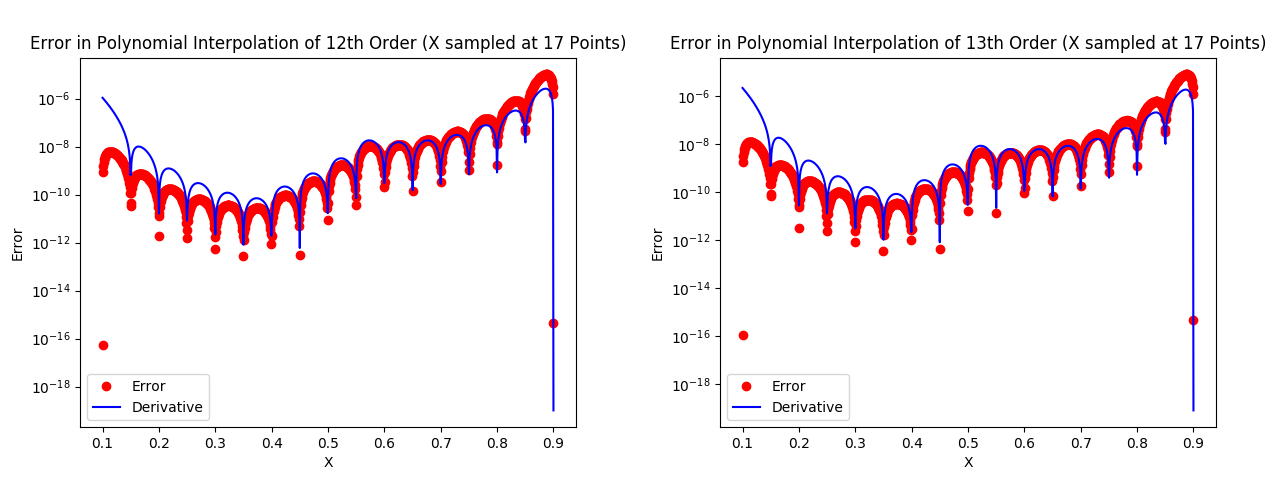 Error in Polynomial Interpolation of 12th Order (X sampled at 17 Points)
Error
10^-6
10^-8
10^-10
10^-12
10^-14
10^-16
10^-18
Error
Derivative
0.1 0.2 0.3 0.4 0.5 0.6 0.7 0.8 0.9
X
Error in Polynomial Interpolation of 13th Order (X sampled at 17 Points)
Error
10^-6
10^-8
10^-10
10^-12
10^-14
10^-16
10^-18
Error
Derivative
0.1 0.2 0.3 0.4 0.5 0.6 0.7 0.8 0.9
X